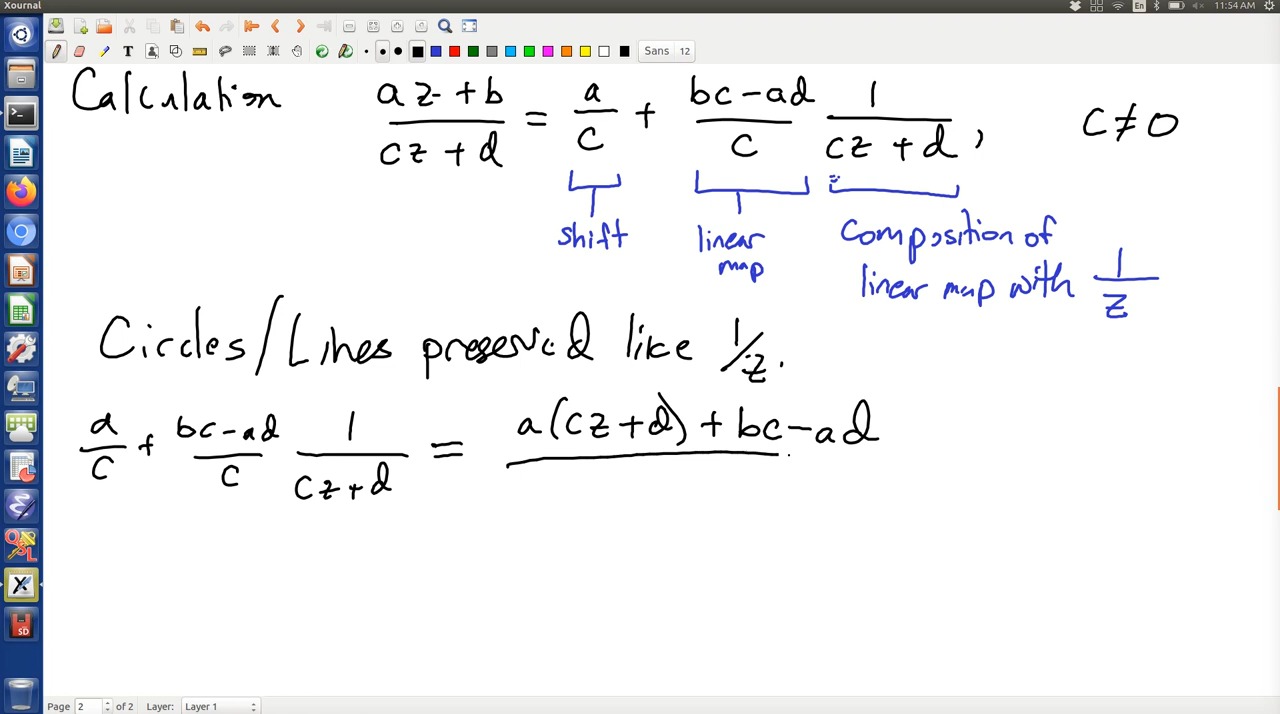 Xournal
En 11:54 AM
T Sans 12
Calculation az+b/cz+d = a/c + bc-ad/c 1/cz+d, c≠0
shift linear map composition of linear map with 1/z
Circles/Lines preserved like 1/z.
a/c + bc-ad/c 1/cz+d = a(cz+d)+bc-ad
Page 2 of 2 Layer: Layer 1